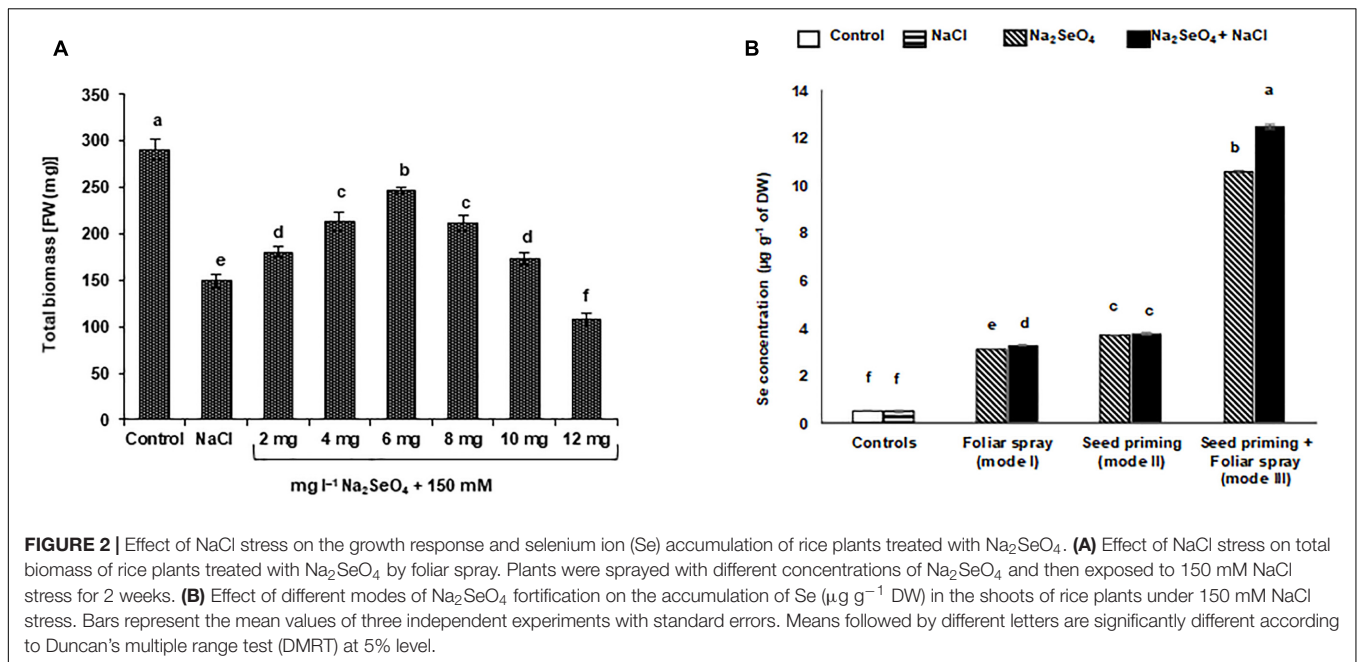 A
350
300
250
200
150
100
50
0
Total biomass [FW (mg)]
a
e
d
c
b
c
d
f
Control NaCl 2 mg 4 mg 6 mg 8 mg 10 mg 12 mg
mg l⁻¹ Na₂SeO₄ + 150 mM
B
Control NaCl Na₂SeO₄ Na₂SeO₄ + NaCl
14
12
10
8
6
4
2
0
Se concentration (µg g⁻¹ of DW)
f f
e d
c c
b a
Controls
Foliar spray
(mode I)
Seed priming
(mode II)
Seed priming +
Foliar spray
(mode III)
FIGURE 2 | Effect of NaCl stress on the growth response and selenium ion (Se) accumulation of rice plants treated with Na₂SeO₄. (A) Effect of NaCl stress on total
biomass of rice plants treated with Na₂SeO₄ by foliar spray. Plants were sprayed with different concentrations of Na₂SeO₄ and then exposed to 150 mM NaCl
stress for 2 weeks. (B) Effect of different modes of Na₂SeO₄ fortification on the accumulation of Se (µg g⁻¹ DW) in the shoots of rice plants under 150 mM NaCl
stress. Bars represent the mean values of three independent experiments with standard errors. Means followed by different letters are significantly different according
to Duncan's multiple range test (DMRT) at 5% level.